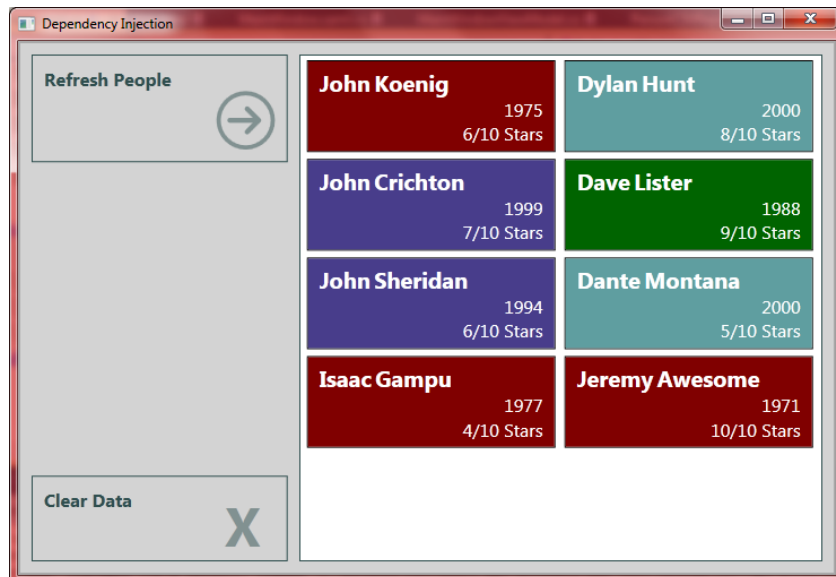 Dependency Injection
Refresh People
Clear Data
X
John Koenig
1975
6/10 Stars
Dylan Hunt
2000
8/10 Stars
John Crichton
1999
7/10 Stars
Dave Lister
1988
9/10 Stars
John Sheridan
1994
6/10 Stars
Dante Montana
2000
5/10 Stars
Isaac Gampu
1977
4/10 Stars
Jeremy Awesome
1971
10/10 Stars